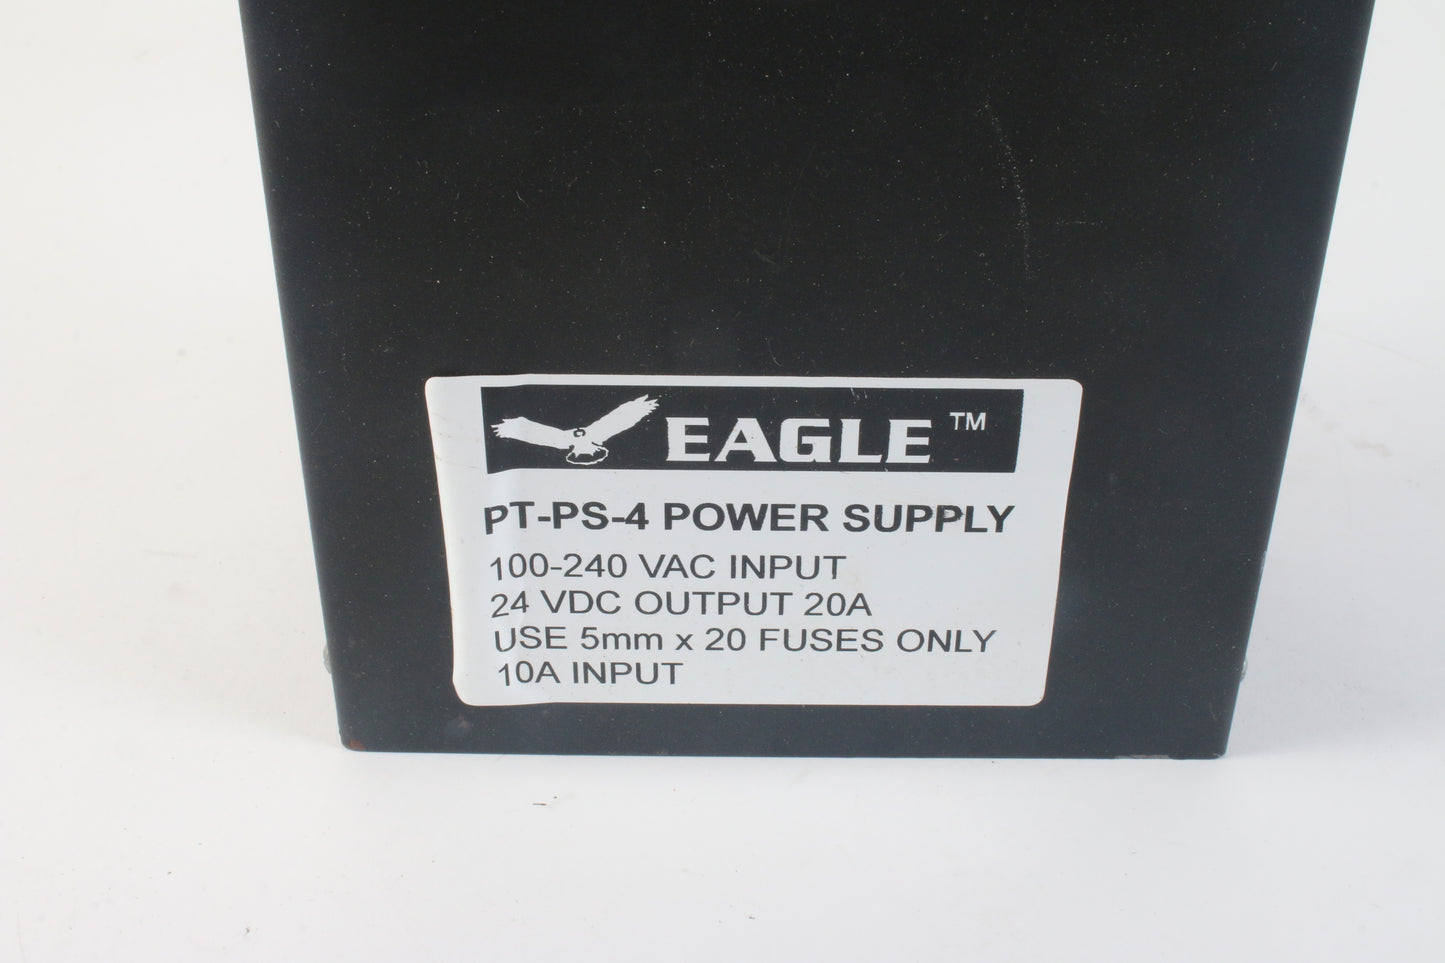 EAGLE ™
PT-PS-4 POWER SUPPLY
100-240 VAC INPUT
24 VDC OUTPUT 20A
USE 5mm x 20 FUSES ONLY
10A INPUT